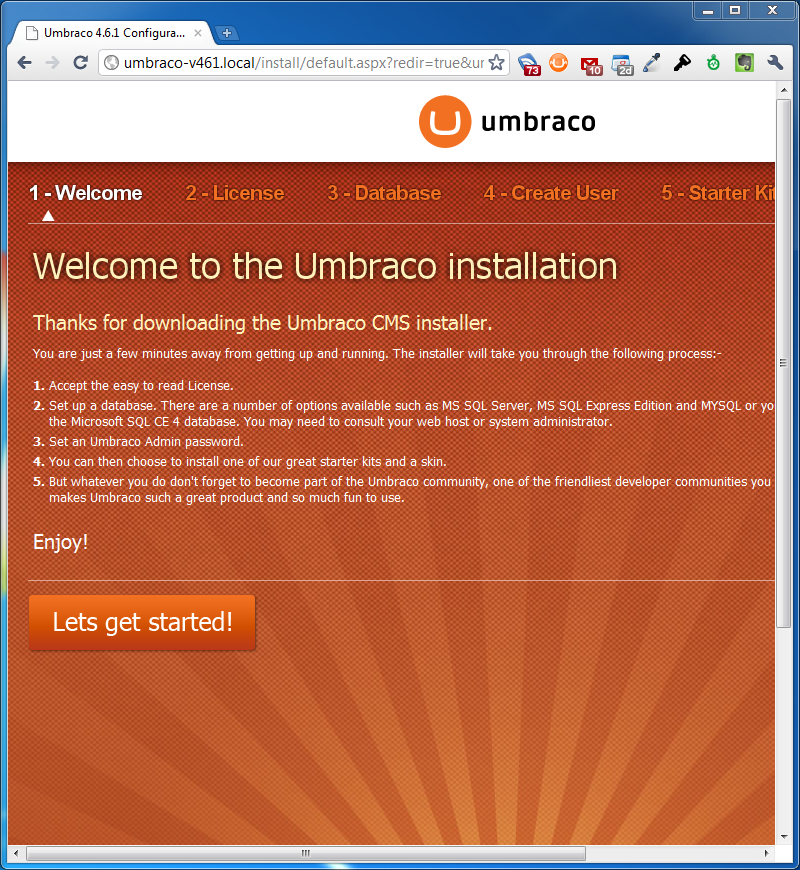 Umbraco 4.6.1 Configura...
umbraco-v461.local/install/default.aspx?redir=true&ur
73
10
2d
umbraco
1 - Welcome
2 - License
3 - Database
4 - Create User
5 - Starter Kit
Welcome to the Umbraco installation
Thanks for downloading the Umbraco CMS installer.
You are just a few minutes away from getting up and running. The installer will take you through the following process:-
1. Accept the easy to read License.
2. Set up a database. There are a number of options available such as MS SQL Server, MS SQL Express Edition and MYSQL or yo
the Microsoft SQL CE 4 database. You may need to consult your web host or system administrator.
3. Set an Umbraco Admin password.
4. You can then choose to install one of our great starter kits and a skin.
5. But whatever you do don't forget to become part of the Umbraco community, one of the friendliest developer communities you
makes Umbraco such a great product and so much fun to use.
Enjoy!
Lets get started!